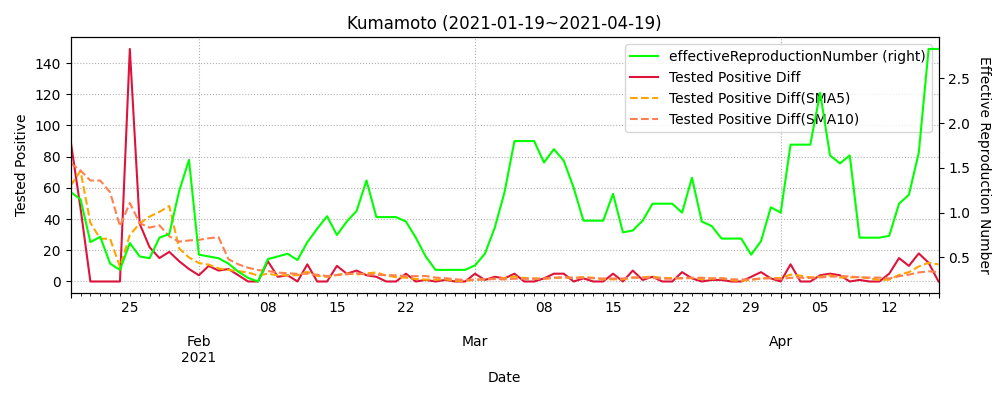 Kumamoto (2021-01-19~2021-04-19)
effectiveReproductionNumber (right)
Tested Positive Diff
Tested Positive Diff(SMA5)
Tested Positive Diff(SMA10)
Tested Positive
140
120
100
80
60
40
20
0
Effective Reproduction Number
2.5
2.0
1.5
1.0
0.5
25 08 15 22 08 15 22 29 05 12
Feb Mar Apr
2021
Date